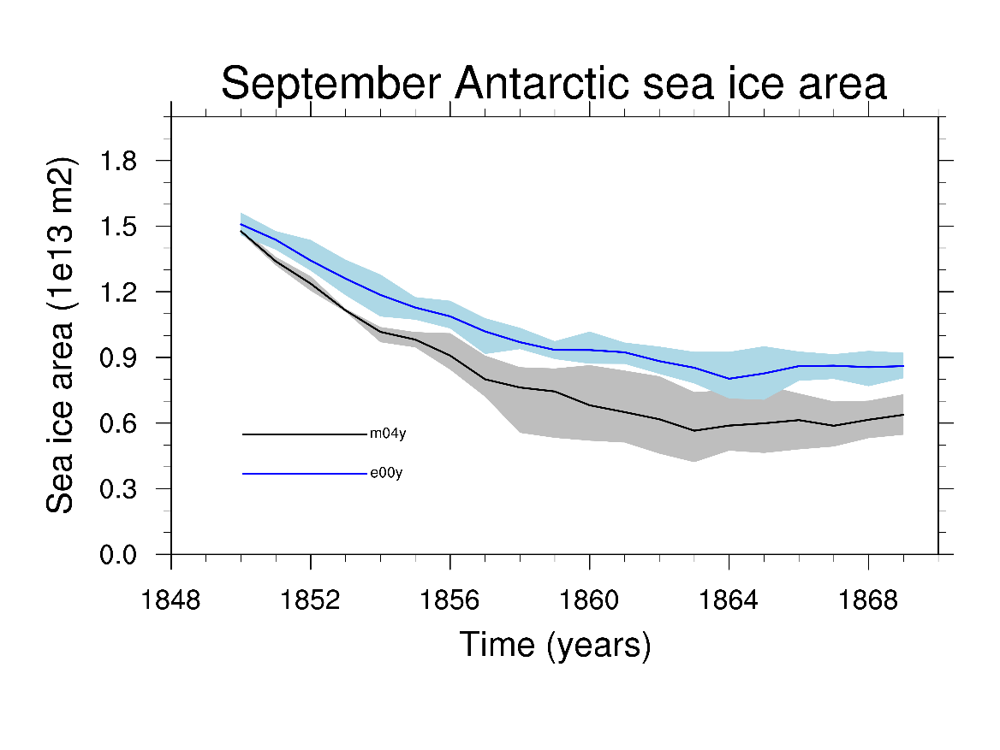 September Antarctic sea ice area
Sea ice area (1e13 m2)
1.8
1.5
1.2
0.9
0.6
0.3
0.0
m04y
e00y
1848 1852 1856 1860 1864 1868
Time (years)